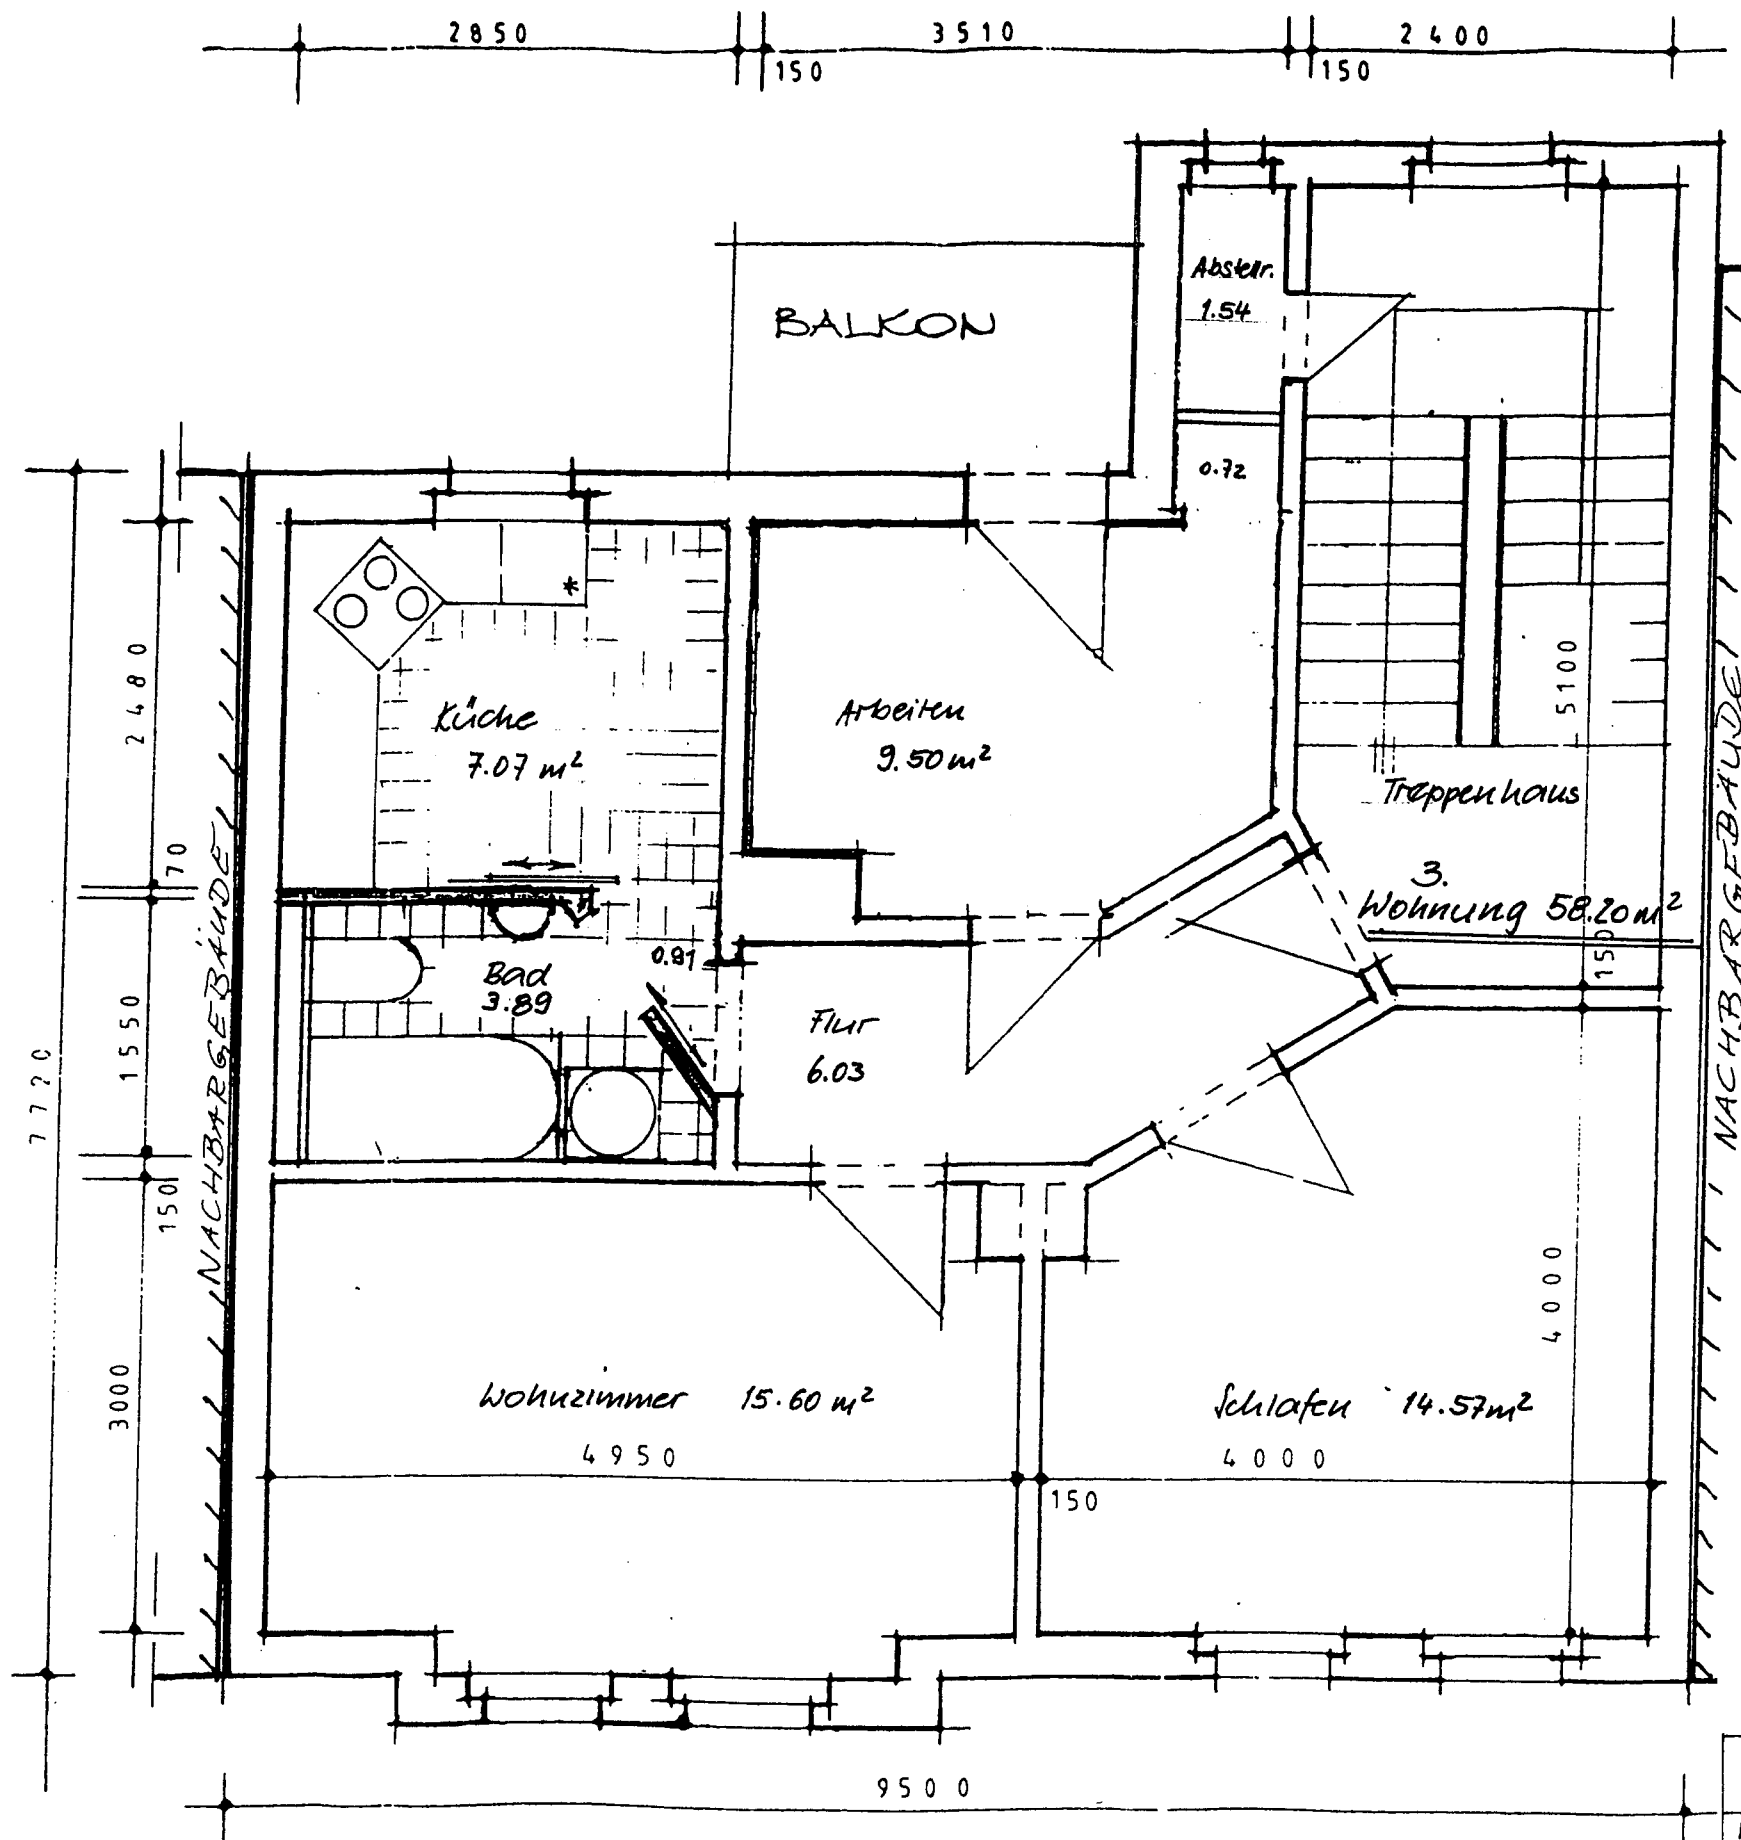 2850
3510
2400
150
150
Abstellr.
1.54
BALKON
0.72
2480
5100
Küche
7.07 m²
Arbeiten
9.50 m²
Treppenhaus
70
3.
Wohnung 58.20 m²
NACHBARGEBÄUDE
NACHBARGEBÄUDE
150
0.91
Bad
3.89
1550
Flur
6.03
7720
150
4000
3000
Wohnzimmer 15.60 m²
Schlafen 14.57 m²
4950
4000
150
9500